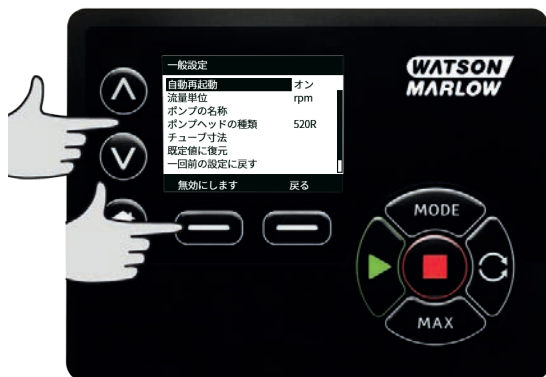 一般設定
自動再起動 オン
流量単位 rpm
ポンプの名称
ポンプヘッドの種類 520R
チューブ寸法
既定値に復元
一回前の設定に戻す
無効にします 戻る
WATSON
MARLOW
MODE
MAX